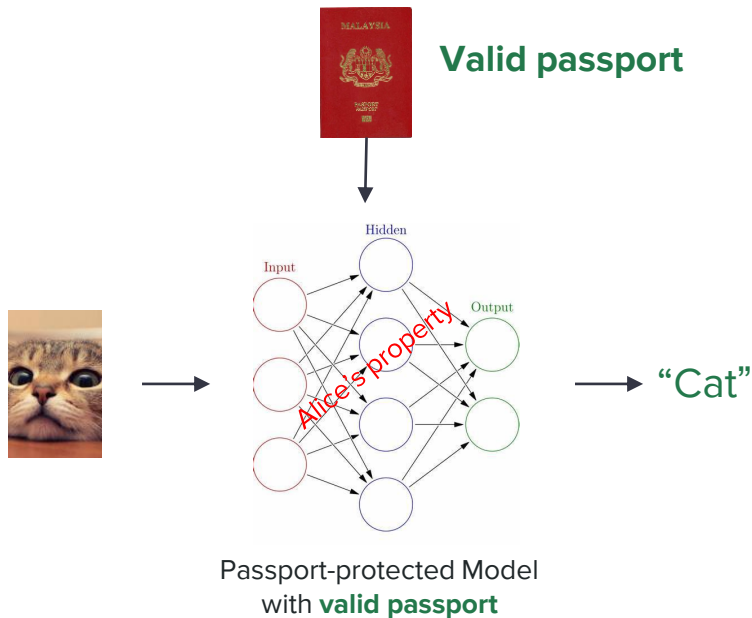 MALAYSIA
Valid passport
Hidden
Input
Output
Alice's property
“Cat”
Passport-protected Model
with valid passport